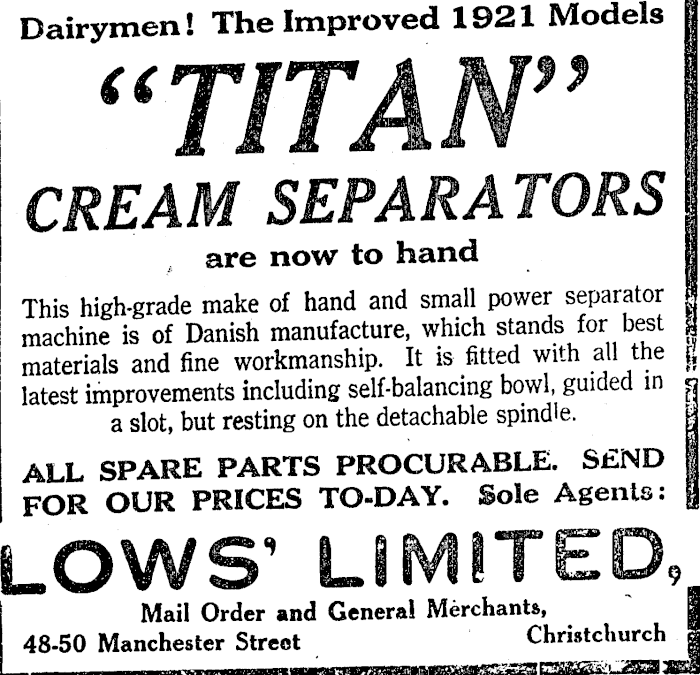 Dairymen! The Improved 1921 Models
“TITAN”
CREAM SEPARATORS
are now to hand
This high-grade make of hand and small power separator
machine is of Danish manufacture, which stands for best
materials and fine workmanship. It is fitted with all the
latest improvements including self-balancing bowl, guided in
a slot, but resting on the detachable spindle.
ALL SPARE PARTS PROCURABLE. SEND
FOR OUR PRICES TO-DAY. Sole Agents:
LOWS’ LIMITED,
Mail Order and General Merchants,
48-50 Manchester Street Christchurch